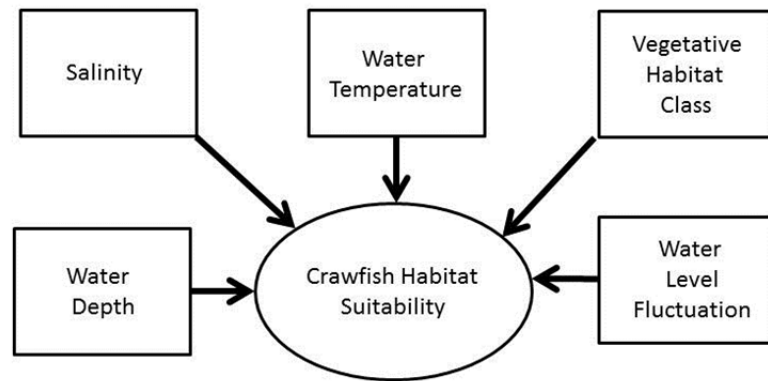 Salinity
Water
Temperature
Vegetative
Habitat
Class
Water
Depth
Crawfish Habitat
Suitability
Water
Level
Fluctuation